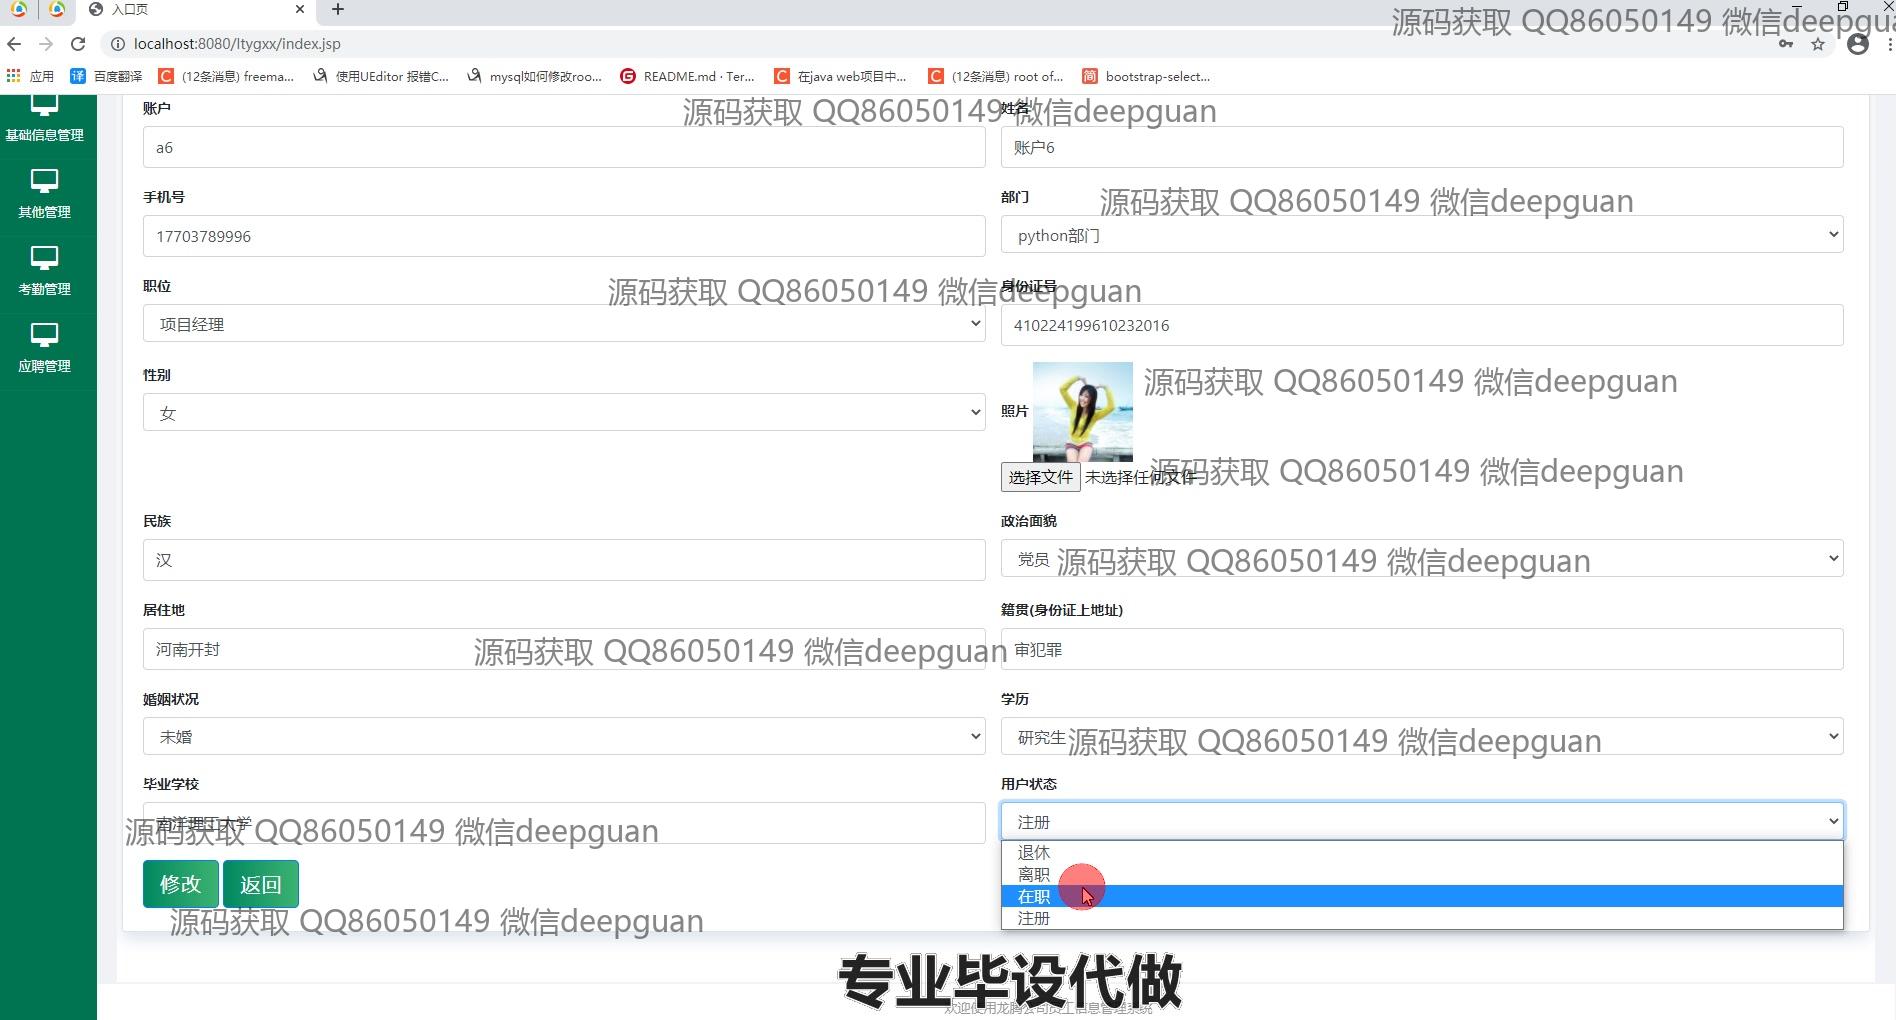 入口页
源码获取 QQ86050149 微信deepgua
localhost:8080/ltygxx/index.jsp
应用
百度翻译
(12条消息) freema...
使用UEditor 报错C...
mysql如何修改roo...
README.md · Ter...
在java web项目中...
(12条消息) root of...
bootstrap-select...
基础信息管理
其他管理
考勤管理
应聘管理
账户
姓名
源码获取 QQ86050149 微信deepguan
a6
账户6
手机号
部门
源码获取 QQ86050149 微信deepguan
17703789996
python部门
职位
身份证号
源码获取 QQ86050149 微信deepguan
项目经理
410224199610232016
性别
女
照片
源码获取 QQ86050149 微信deepguan
选择文件 未选择任何文件
源码获取 QQ86050149 微信deepguan
民族
政治面貌
汉
党员
源码获取 QQ86050149 微信deepguan
居住地
籍贯(身份证上地址)
河南开封
源码获取 QQ86050149 微信deepguan
审犯罪
婚姻状况
学历
未婚
研究生
源码获取 QQ86050149 微信deepguan
毕业学校
用户状态
南洋理工大学
源码获取 QQ86050149 微信deepguan
注册
退休
离职
在职
注册
修改
返回
源码获取 QQ86050149 微信deepguan
专业毕设代做
欢迎使用龙腾公司员工信息管理系统